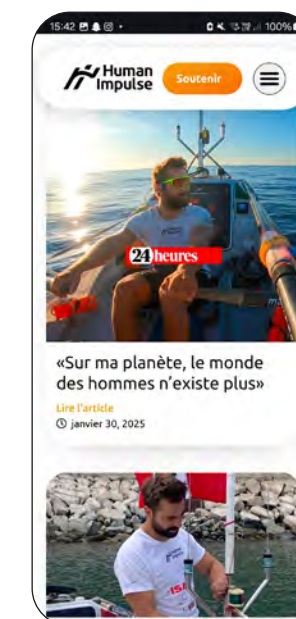 15:42
100%
Human
Impulse
Soutenir
24 heures
«Sur ma planète, le monde
des hommes n’existe plus»
Lire l'article
janvier 30, 2025